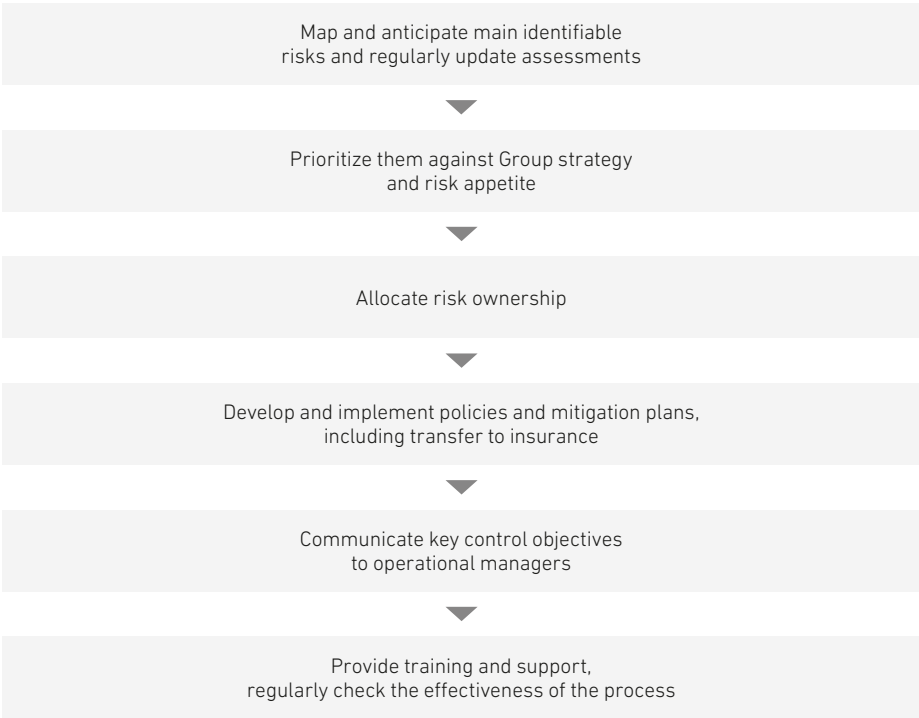 Map and anticipate main identifiable
risks and regularly update assessments
Prioritize them against Group strategy
and risk appetite
Allocate risk ownership
Develop and implement policies and mitigation plans,
including transfer to insurance
Communicate key control objectives
to operational managers
Provide training and support,
regularly check the effectiveness of the process